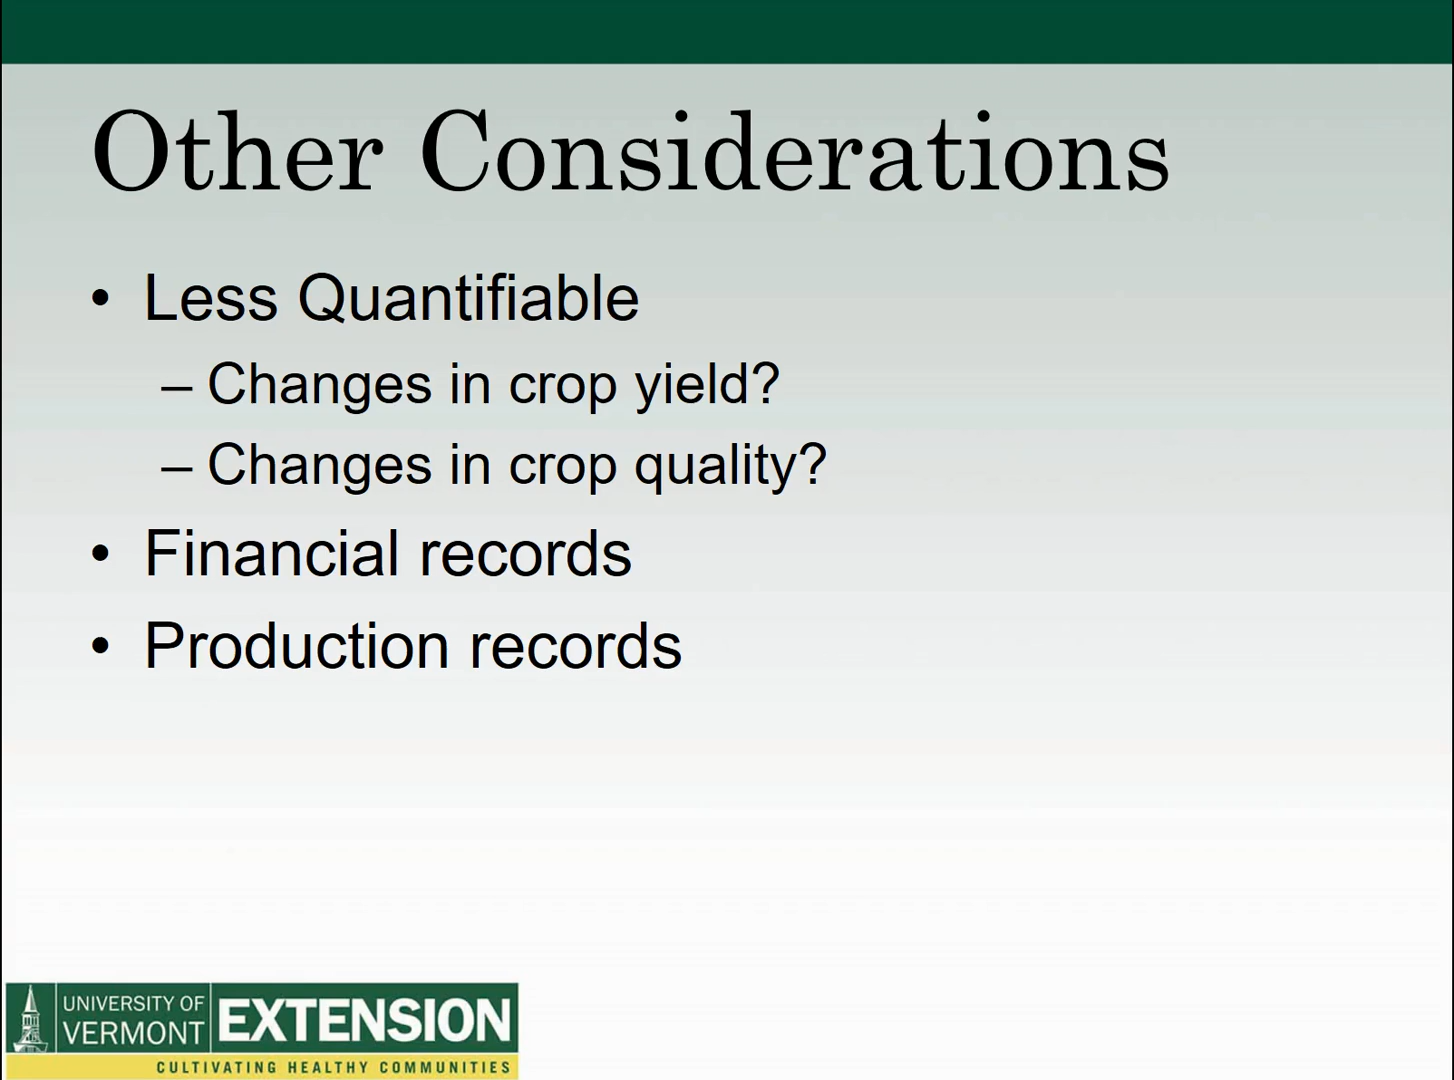 Other Considerations
• Less Quantifiable
– Changes in crop yield?
– Changes in crop quality?
• Financial records
• Production records
UNIVERSITY OF
VERMONT
EXTENSION
CULTIVATING HEALTHY COMMUNITIES